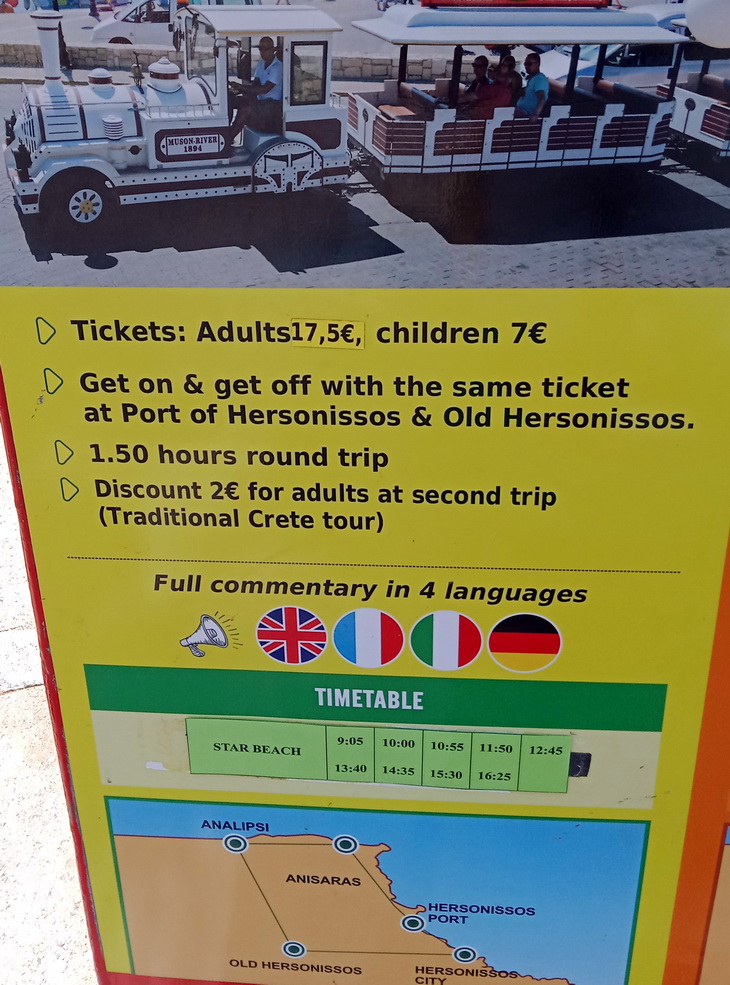 MUSON-RIVER
1894
Tickets: Adults 17,5€, children 7€
Get on & get off with the same ticket
at Port of Hersonissos & Old Hersonissos.
1.50 hours round trip
Discount 2€ for adults at second trip
(Traditional Crete tour)
Full commentary in 4 languages
TIMETABLE
STAR BEACH 9:05 10:00 10:55 11:50 12:45
13:40 14:35 15:30 16:25
ANALIPSI
ANISARAS
HERSONISSOS
PORT
OLD HERSONISSOS
HERSONISSOS
CITY